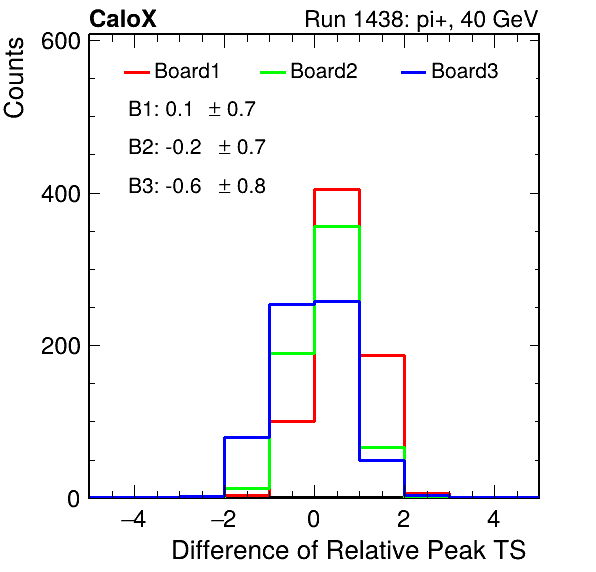 CaloX Run 1438: pi+, 40 GeV
Counts
600
400
200
0
Board1 Board2 Board3
B1: 0.1 ± 0.7
B2: -0.2 ± 0.7
B3: -0.6 ± 0.8
−4 −2 0 2 4
Difference of Relative Peak TS